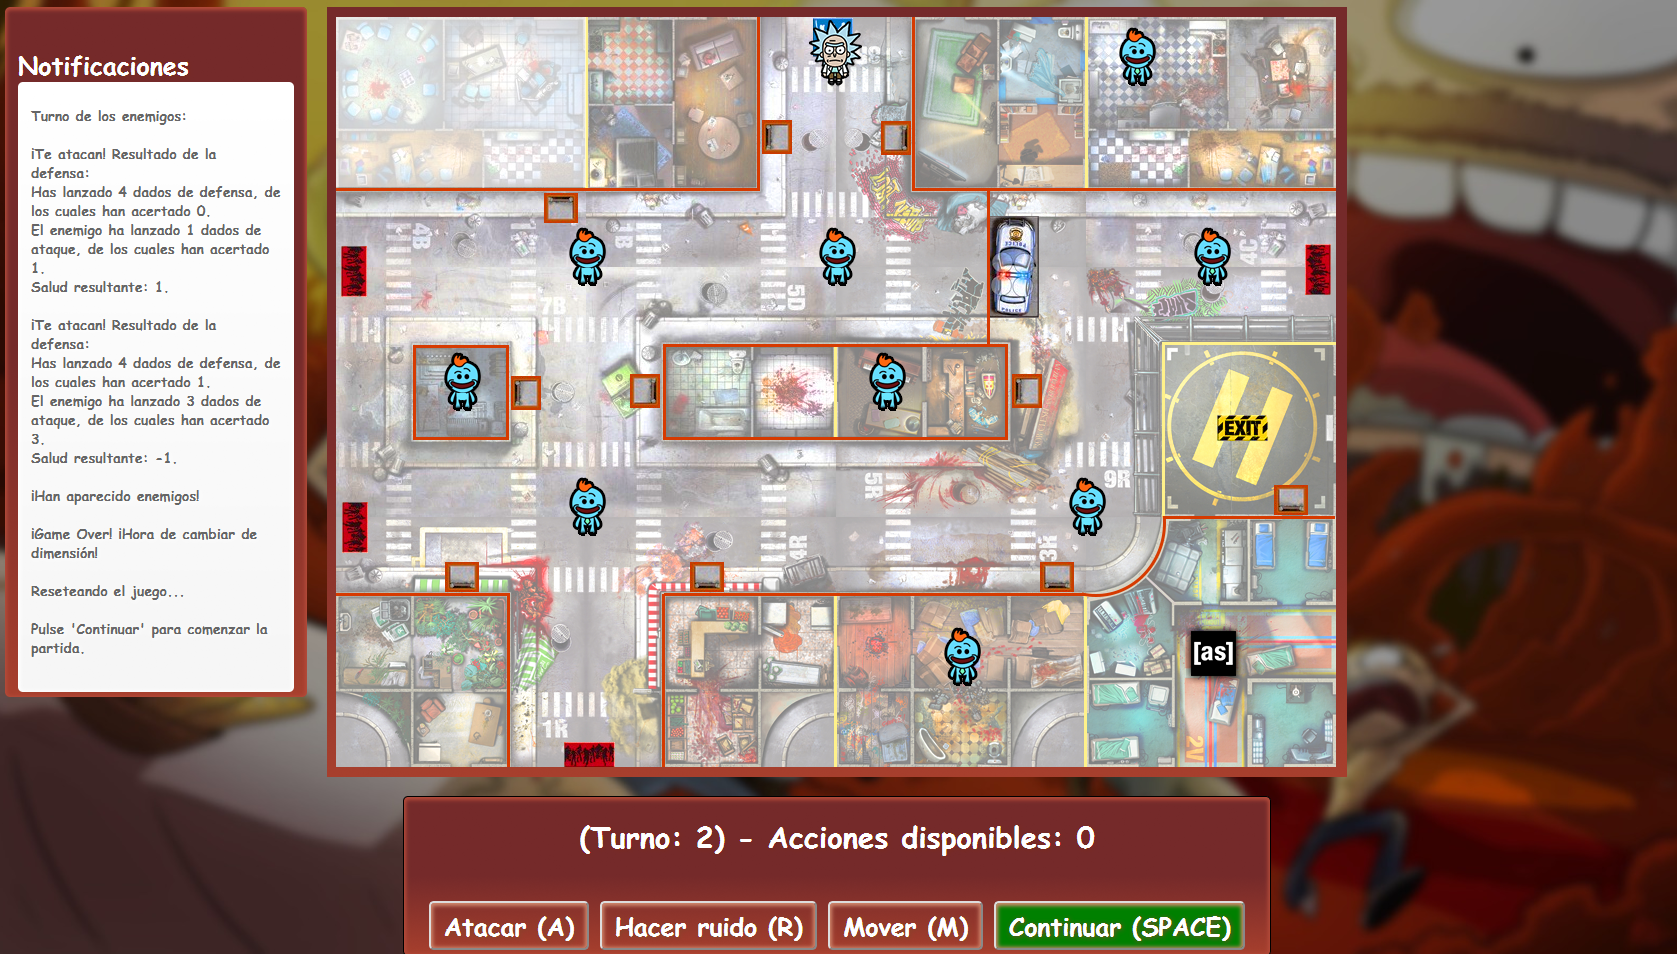 Notificaciones
Turno de los enemigos:
¡Te atacan! Resultado de la
defensa:
Has lanzado 4 dados de defensa, de
los cuales han acertado 0.
El enemigo ha lanzado 1 dados de
ataque, de los cuales han acertado
1.
Salud resultante: 1.
¡Te atacan! Resultado de la
defensa:
Has lanzado 4 dados de defensa, de
los cuales han acertado 1.
El enemigo ha lanzado 3 dados de
ataque, de los cuales han acertado
3.
Salud resultante: -1.
¡Han aparecido enemigos!
¡Game Over! ¡Hora de cambiar de
dimensión!
Reseteando el juego...
Pulse 'Continuar' para comenzar la
partida.
4B
1B
4C
7B
5D
POLICE
EXIT
5R
9R
4R
3R
[as]
1R
2V
(Turno: 2) - Acciones disponibles: 0
Atacar (A)
Hacer ruido (R)
Mover (M)
Continuar (SPACE)